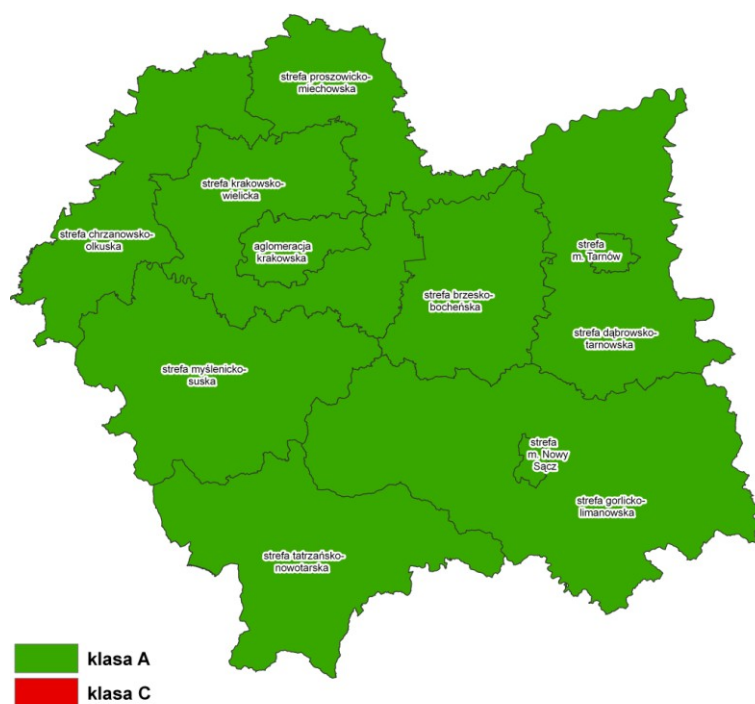 strefa proszowicko-
miechowska
strefa krakowsko-
wielicka
strefa chrzanowsko-
olkuska
aglomeracja
krakowska
strefa
m. Tarnów
strefa brzesko-
bocheńska
strefa dąbrowsko-
tarnowska
strefa myślenicko-
suska
strefa
m. Nowy
Sącz
strefa gorlicko-
limanowska
strefa tatrzańsko-
nowotarska
klasa A
klasa C